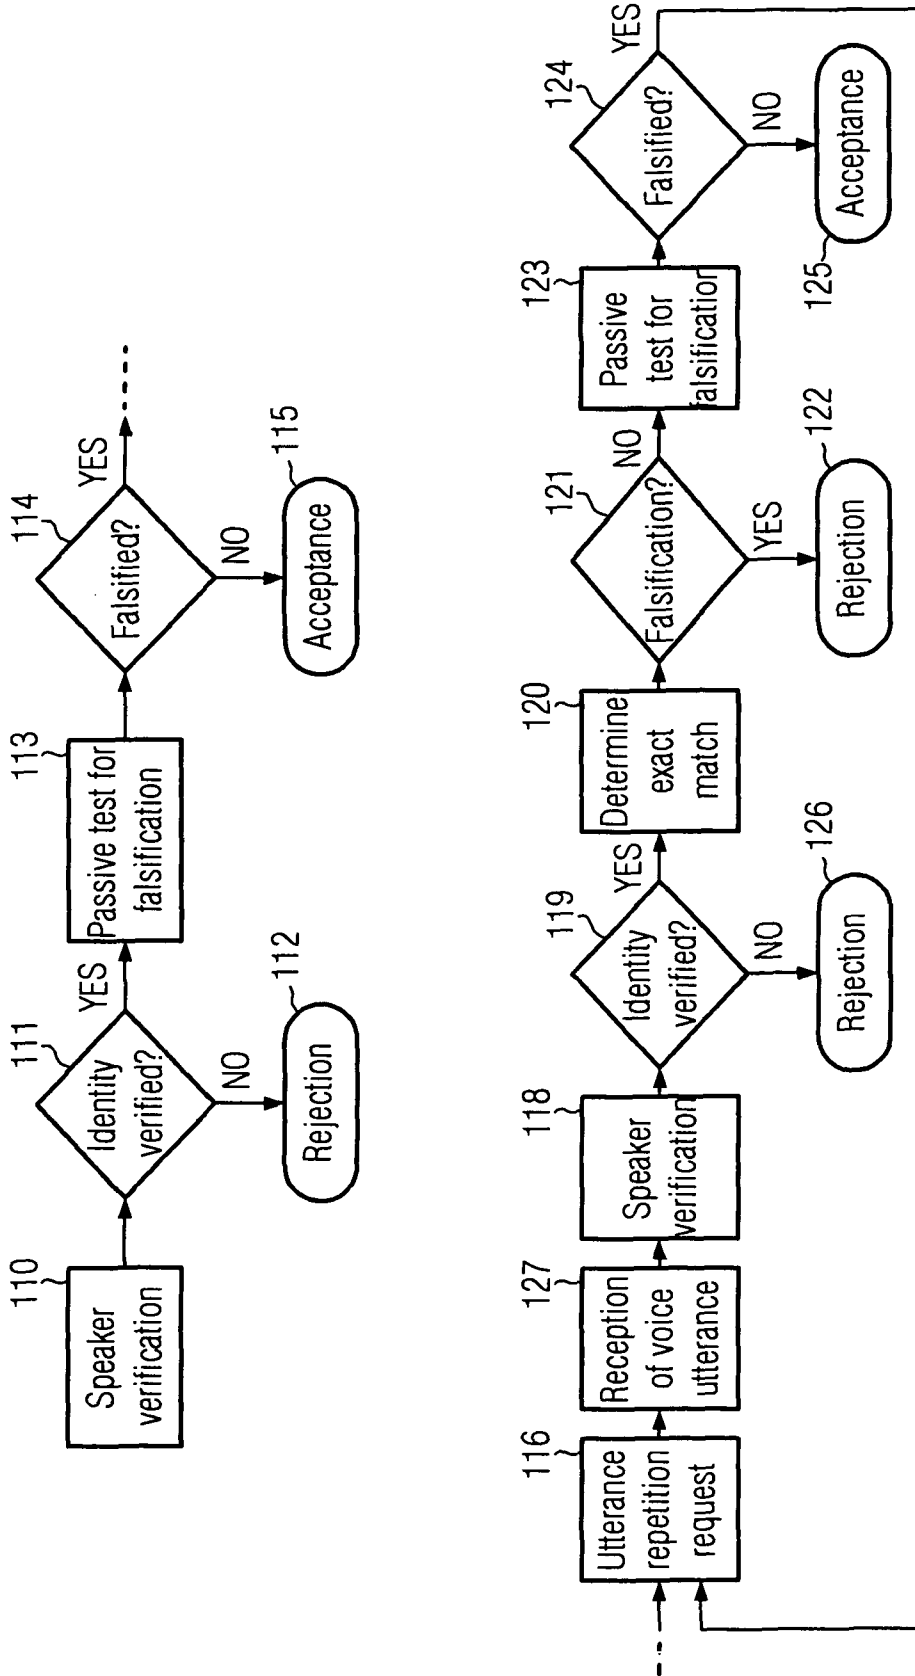 110
Speaker
verification
111
Identity
verified?
YES
NO
112
Rejection
113
Passive test for
falsification
114
Falsified?
YES
NO
115
Acceptance
116
Utterance
repetition
request
127
Reception
of voice
utterance
118
Speaker
verification
119
Identity
verified?
YES
NO
126
Rejection
120
Determine
exact
match
121
Falsification?
NO
YES
122
Rejection
123
Passive
test for
falsification
124
Falsified?
YES
NO
125
Acceptance